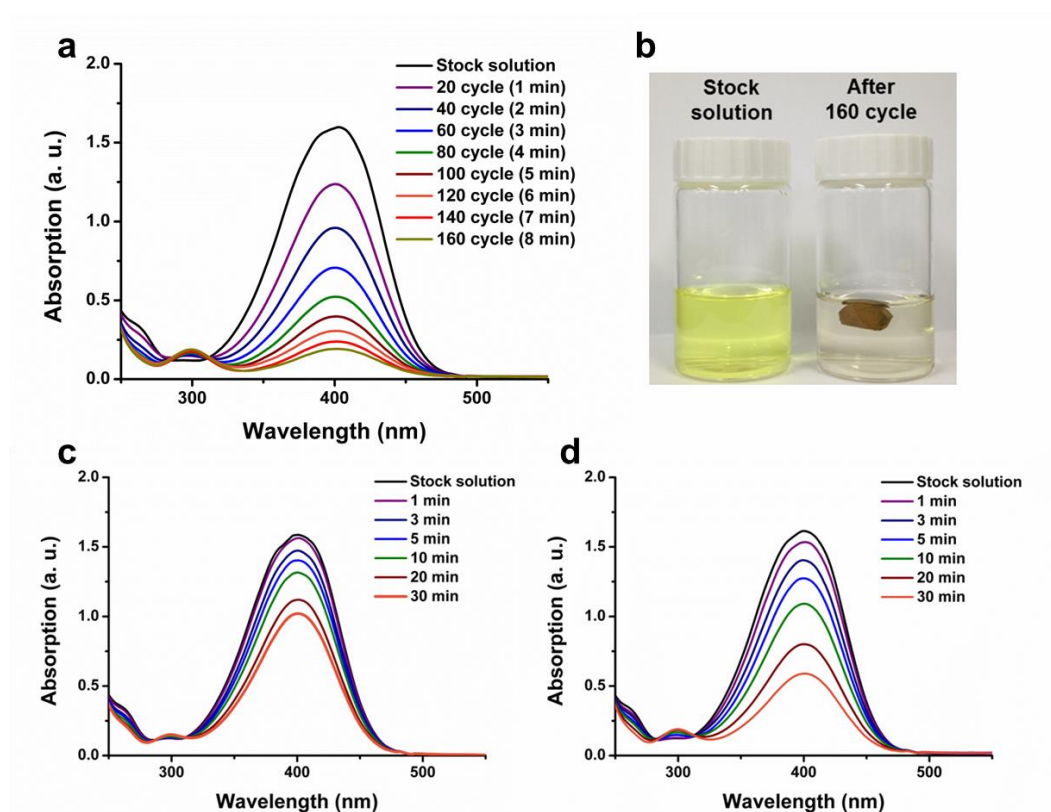 a
2.0
1.5
1.0
0.5
0.0
300
400
500
Absorption (a. u.)
Wavelength (nm)
Stock solution
20 cycle (1 min)
40 cycle (2 min)
60 cycle (3 min)
80 cycle (4 min)
100 cycle (5 min)
120 cycle (6 min)
140 cycle (7 min)
160 cycle (8 min)
b
Stock
solution
After
160 cycle
c
2.0
1.5
1.0
0.5
0.0
300
400
500
Absorption (a. u.)
Wavelength (nm)
Stock solution
1 min
3 min
5 min
10 min
20 min
30 min
d
2.0
1.5
1.0
0.5
0.0
300
400
500
Absorption (a. u.)
Wavelength (nm)
Stock solution
1 min
3 min
5 min
10 min
20 min
30 min